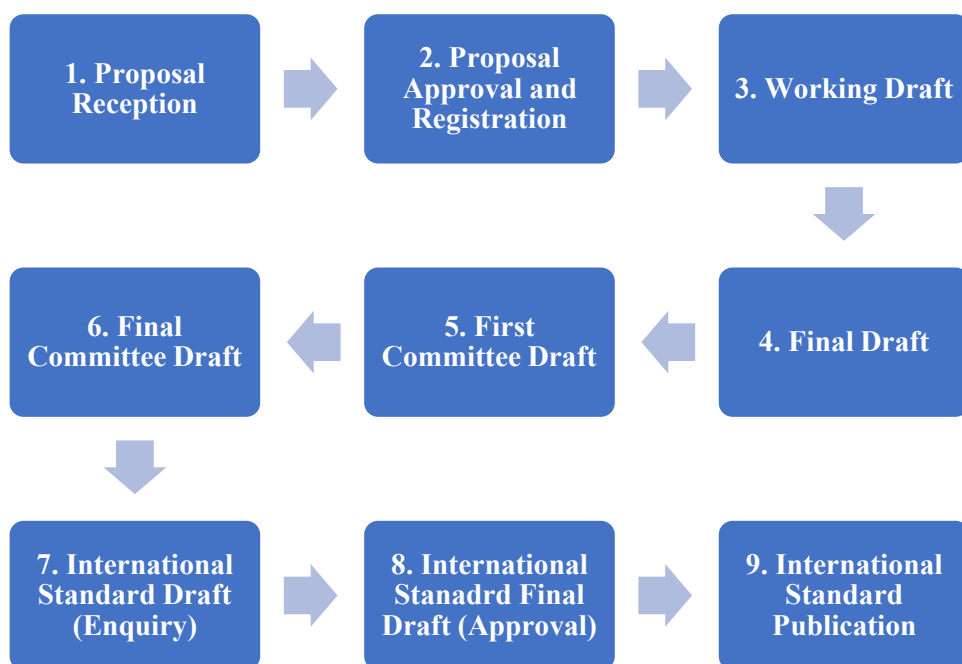 1. Proposal
Reception
2. Proposal
Approval and
Registration
3. Working Draft
4. Final Draft
5. First
Committee Draft
6. Final
Committee Draft
7. International
Standard Draft
(Enquiry)
8. International
Stanadrd Final
Draft (Approval)
9. International
Standard
Publication